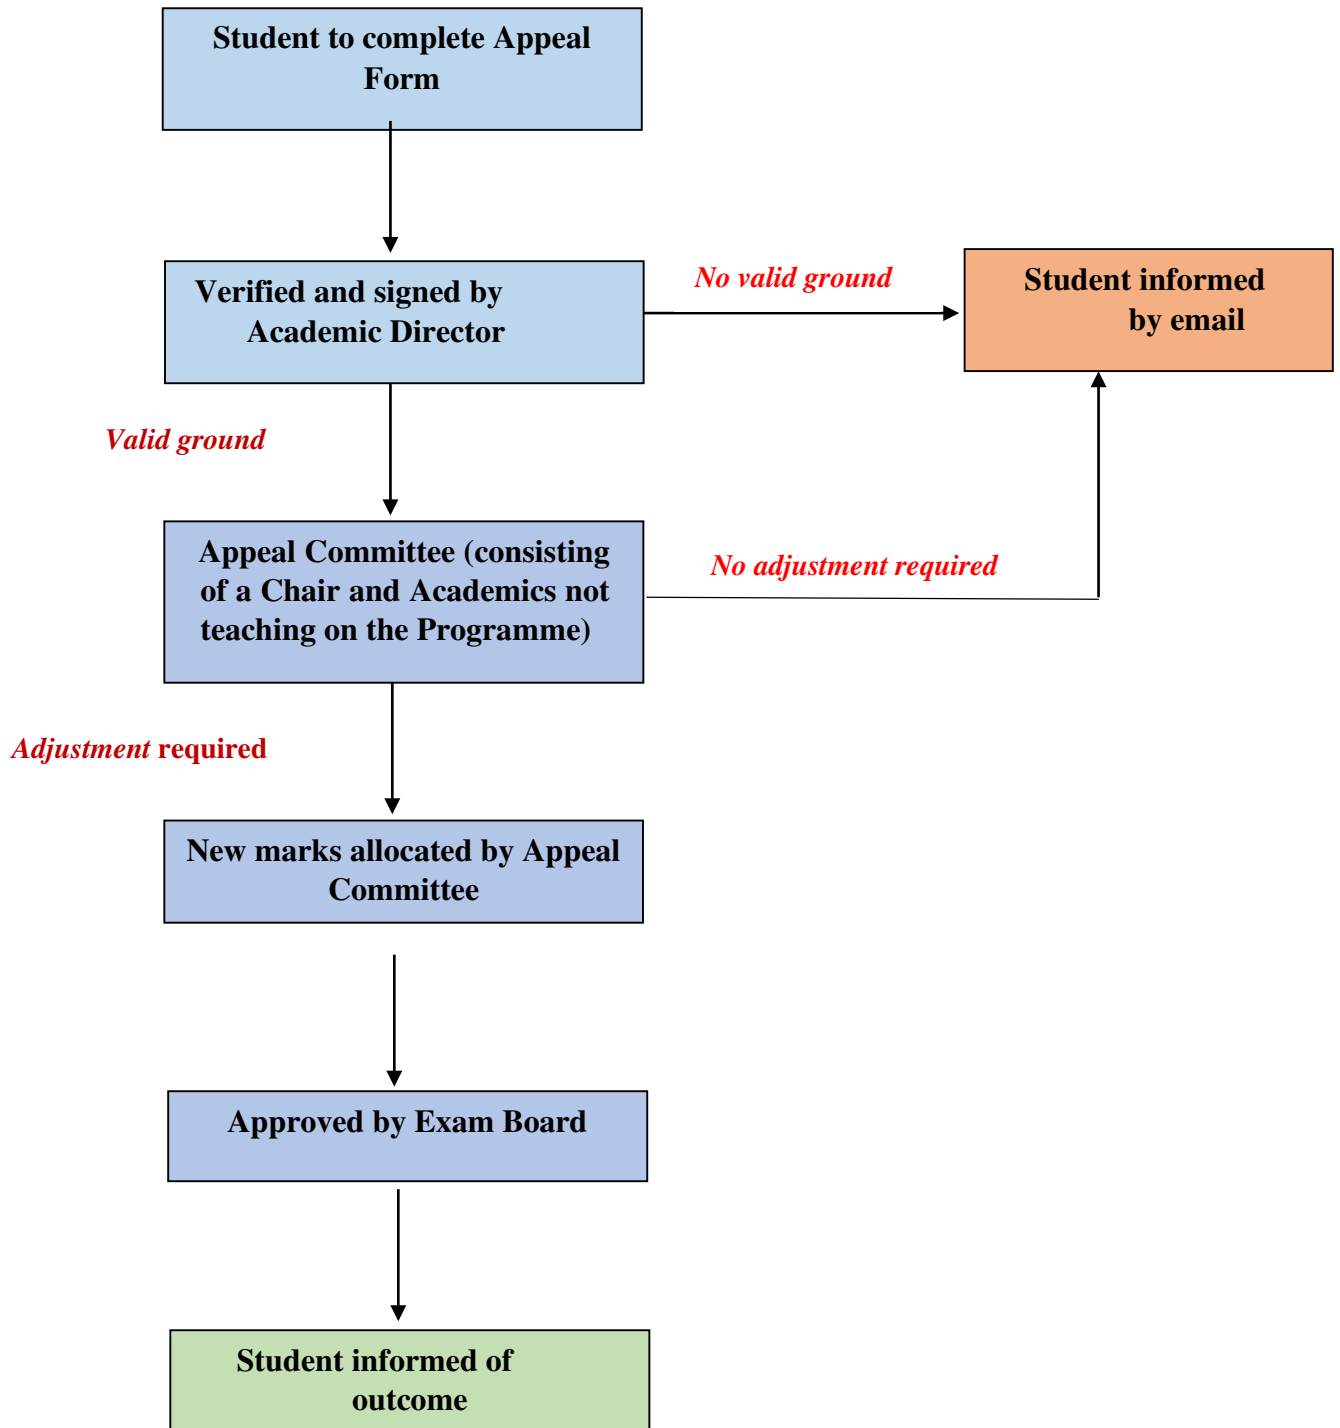 Student to complete Appeal
Form
Verified and signed by
Academic Director
No valid ground
Student informed
by email
Valid ground
Appeal Committee (consisting
of a Chair and Academics not
teaching on the Programme)
No adjustment required
Adjustment required
New marks allocated by Appeal
Committee
Approved by Exam Board
Student informed of
outcome